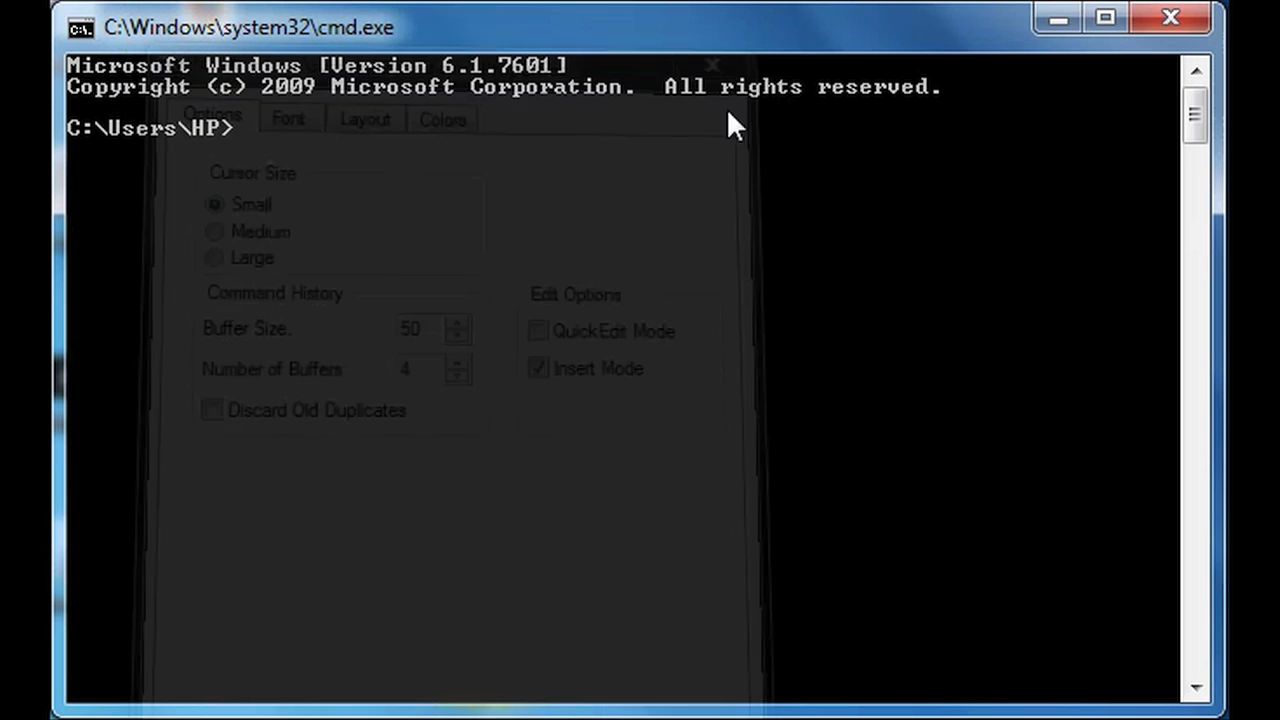 C:\Windows\system32\cmd.exe
Microsoft Windows [Version 6.1.7601]
Copyright (c) 2009 Microsoft Corporation.  All rights reserved.
C:\Users\HP>
Options Font Layout Colors
Cursor Size
Small
Medium
Large
Command History
Buffer Size.
50
Number of Buffers
4
Discard Old Duplicates
Edit Options
QuickEdit Mode
Insert Mode